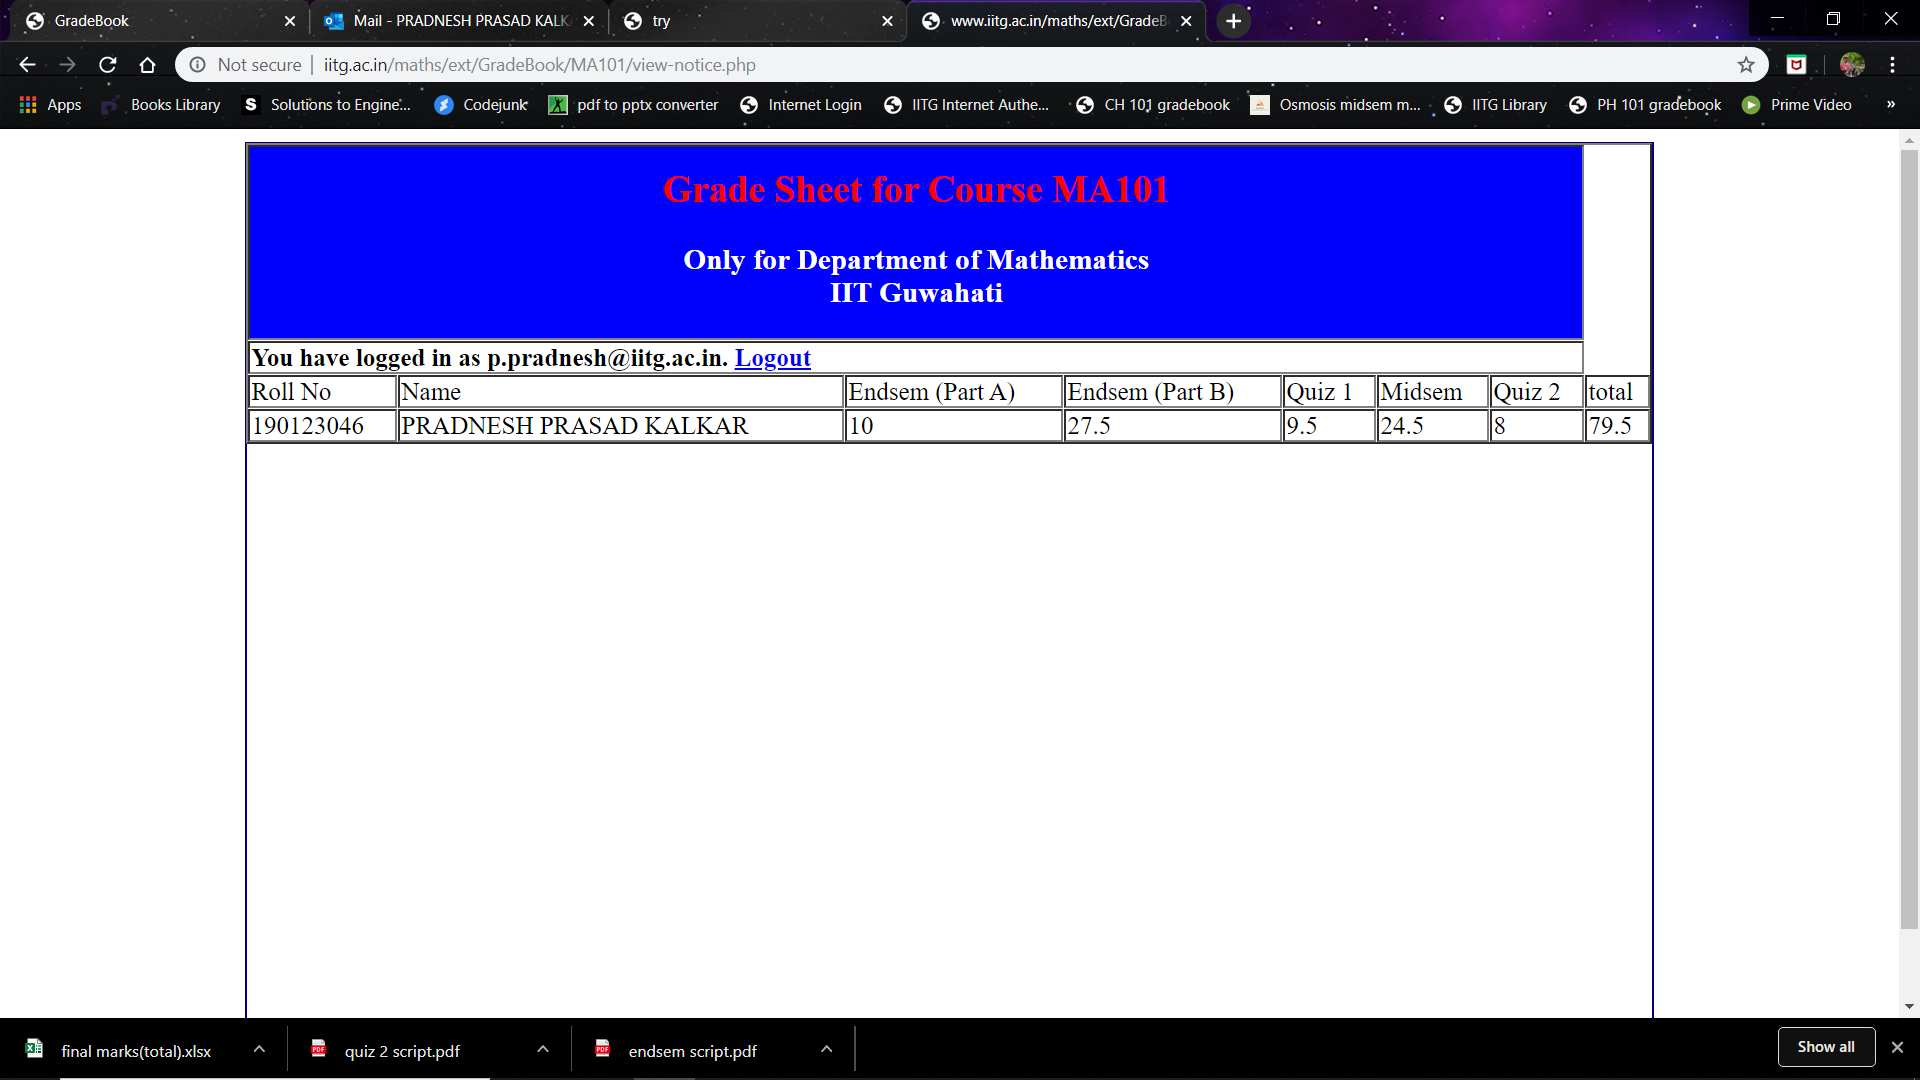 GradeBook
Mail - PRADNESH PRASAD KALK
try
www.iitg.ac.in/maths/ext/GradeB
Not secure | iitg.ac.in/maths/ext/GradeBook/MA101/view-notice.php
Apps Books Library Solutions to Engine... Codejunk pdf to pptx converter Internet Login IITG Internet Authe... CH 101 gradebook Osmosis midsem m... IITG Library PH 101 gradebook Prime Video »
Grade Sheet for Course MA101
Only for Department of Mathematics
IIT Guwahati
You have logged in as p.pradnesh@iitg.ac.in. Logout
Roll No Name Endsem (Part A) Endsem (Part B) Quiz 1 Midsem Quiz 2 total
190123046 PRADNESH PRASAD KALKAR 10 27.5 9.5 24.5 8 79.5
final marks(total).xlsx
quiz 2 script.pdf
endsem script.pdf
Show all